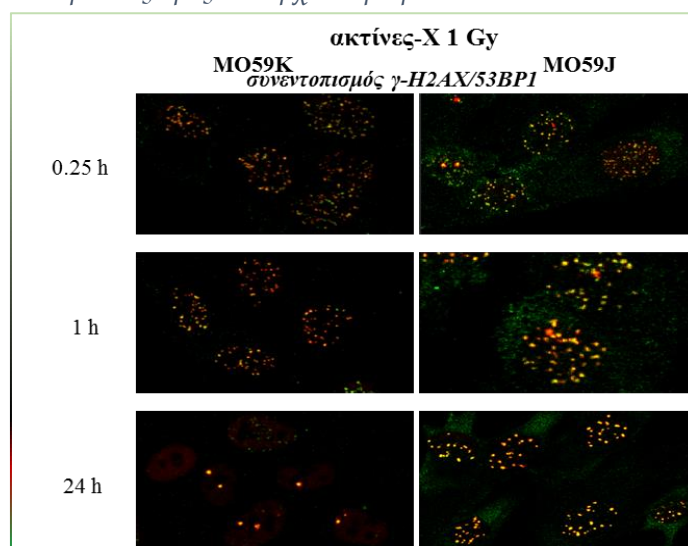 ακτίνες-Χ 1 Gy
MO59K MO59J
συνεντοπισμός γ-H2AX/53BP1
0.25 h
1 h
24 h